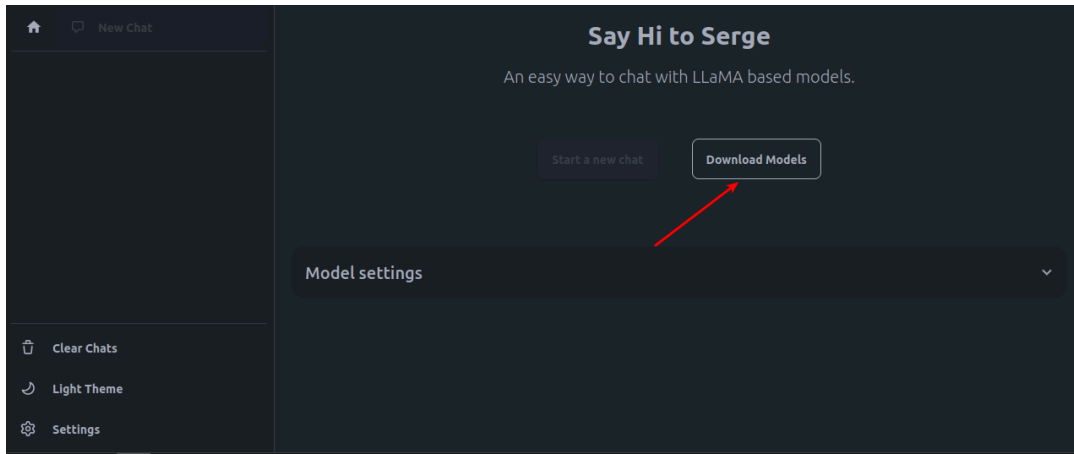 New Chat
Say Hi to Serge
An easy way to chat with LLaMA based models.
Start a new chat
Download Models
Model settings
Clear Chats
Light Theme
Settings